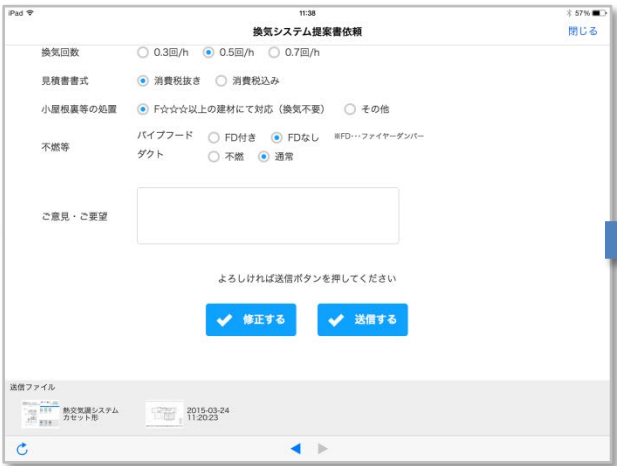 iPad 11:38 57%
換気システム提案書依頼 閉じる
換気回数 0.3回/h 0.5回/h 0.7回/h
見積書書式 消費税抜き 消費税込み
小屋根裏等の処置 F☆☆☆以上の建材にて対応（換気不要） その他
不燃等 パイプフード FD付き FDなし ※FD･･･ファイヤーダンパー
ダクト 不燃 通常
ご意見・ご要望
よろしければ送信ボタンを押してください
修正する 送信する
送信ファイル
熱交気調システム
カセット形
2015-03-24
11:20:23